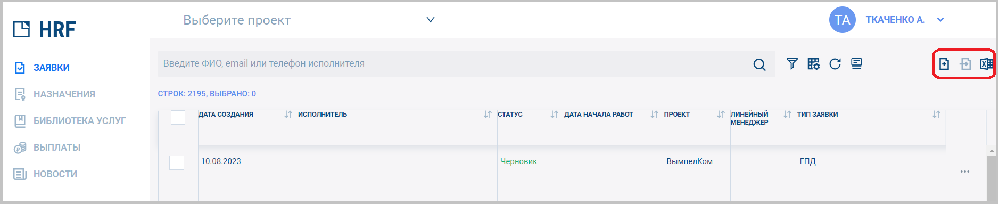 HRF
Выберите проект
ТА
ТКАЧЕНКО А.
ЗАЯВКИ
НАЗНАЧЕНИЯ
БИБЛИОТЕКА УСЛУГ
ВЫПЛАТЫ
НОВОСТИ
Введите ФИО, email или телефон исполнителя
СТРОК: 2195, ВЫБРАНО: 0
ДАТА СОЗДАНИЯ
ИСПОЛНИТЕЛЬ
СТАТУС
ДАТА НАЧАЛА РАБОТ
ПРОЕКТ
ЛИНЕЙНЫЙ
МЕНЕДЖЕР
ТИП ЗАЯВКИ
10.08.2023
Черновик
ВымпелКом
ГПД